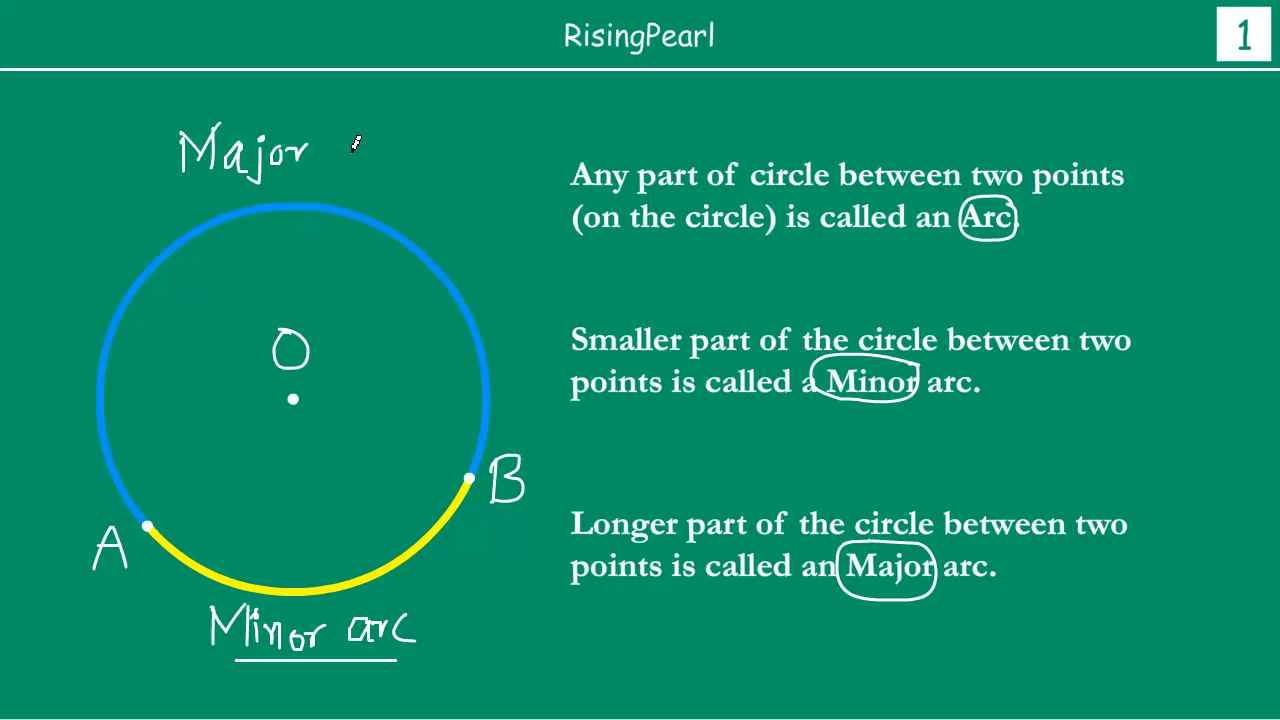 RisingPearl
1
Major
Any part of circle between two points
(on the circle) is called an Arc.
O
Smaller part of the circle between two
points is called a Minor arc.
B
A
Longer part of the circle between two
points is called an Major arc.
Minor arc